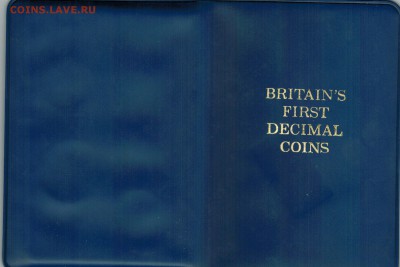 COINS.LAVE.RU
BRITAIN'S
FIRST
DECIMAL
COINS